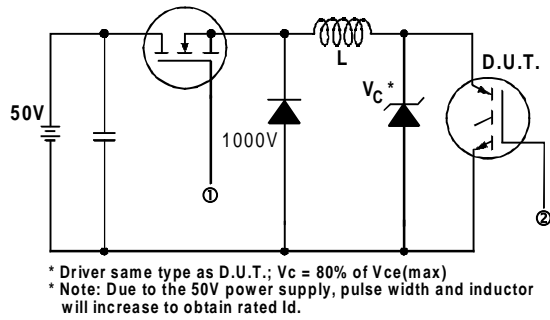 L
D.U.T.
V_C *
50V
1000V
①
②
* Driver same type as D.U.T.; Vc = 80% of Vce(max)
* Note: Due to the 50V power supply, pulse width and inductor
will increase to obtain rated Id.